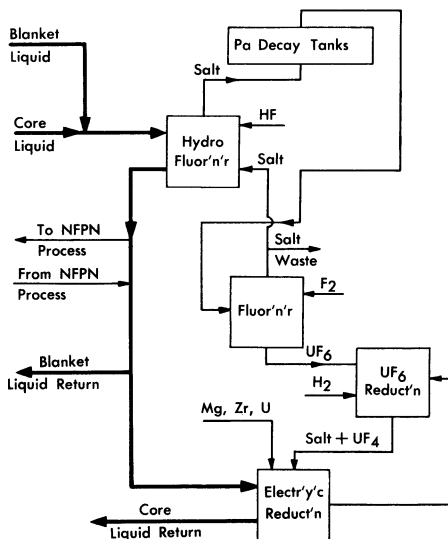 Blanket
Liquid
Pa Decay Tanks
Salt
Core
Liquid
Hydro
Fluor'n'r
HF
Salt
To NFPN
Process
Salt
Waste
From NFPN
Process
Fluor'n'r
F2
UF6
Blanket
Liquid Return
H2
UF6
Reduct'n
Mg, Zr, U
Salt + UF4
Electr'y'c
Reduct'n
Core
Liquid Return